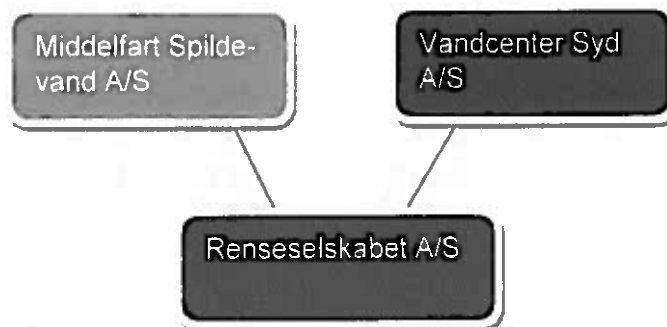 Middelfart Spilde-
vand A/S
Vandcenter Syd
A/S
Renseselskabet A/S